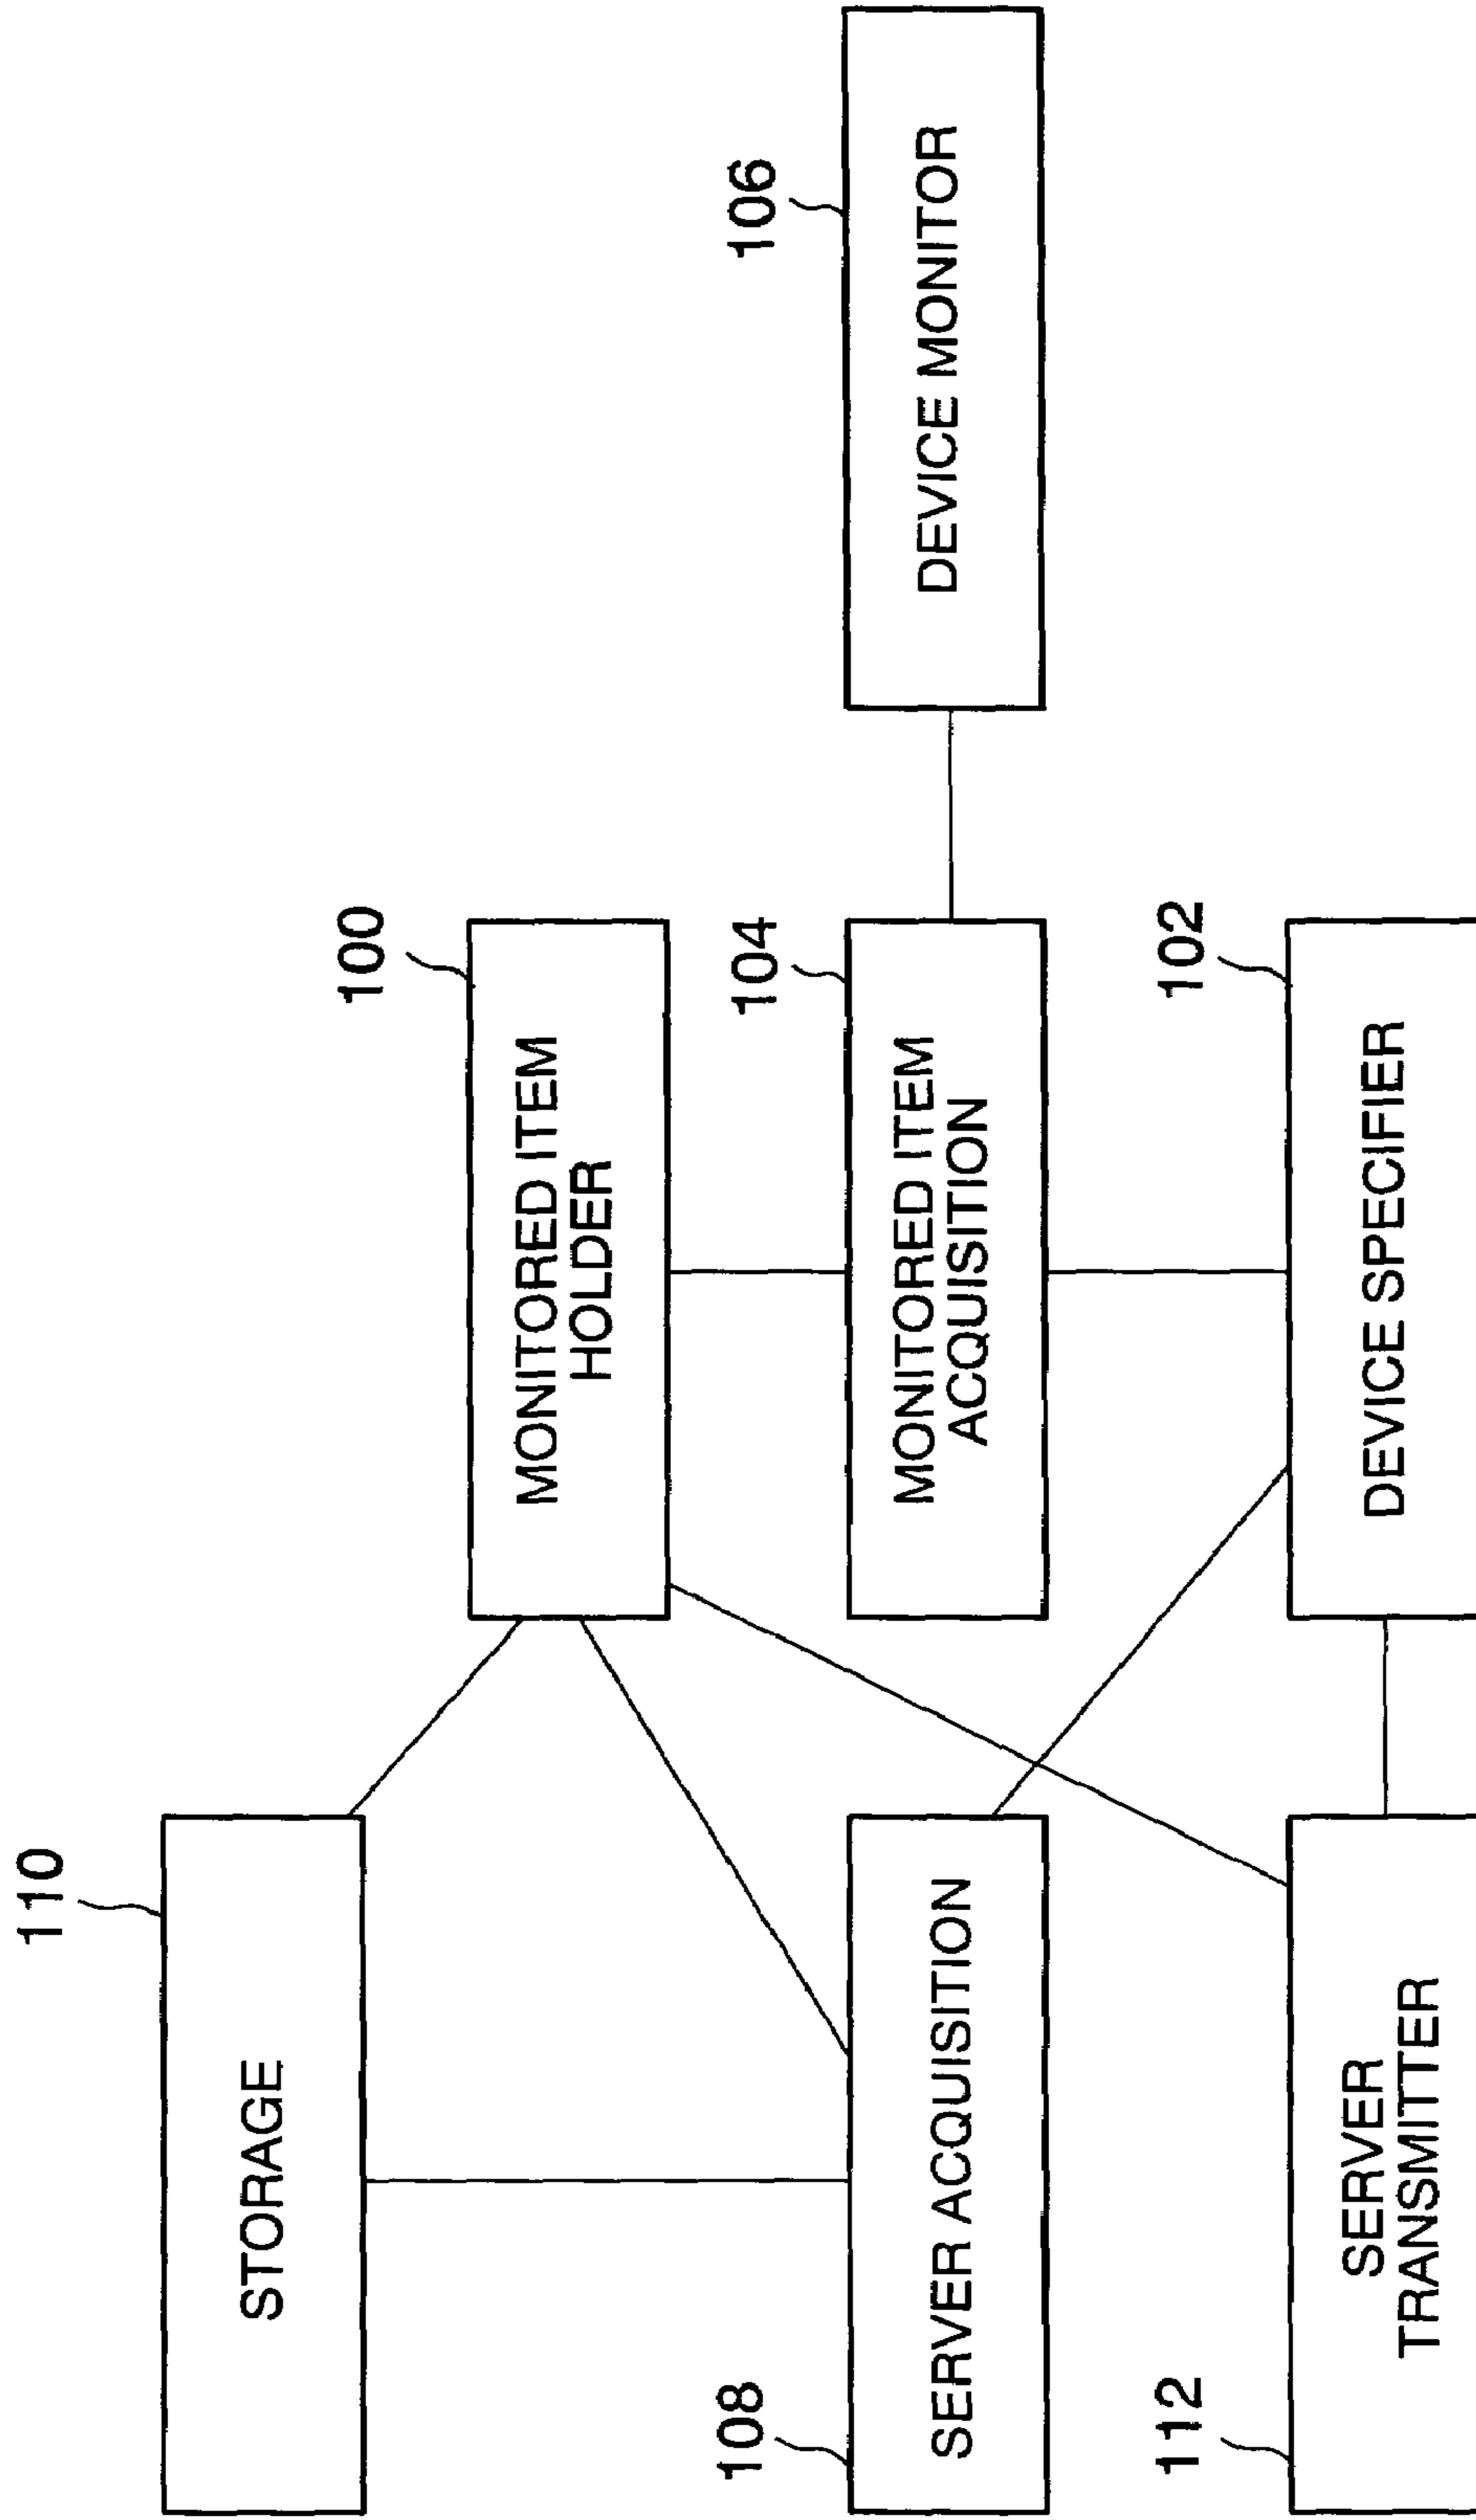 110
STORAGE
100
MONITORED ITEM
HOLDER
108
SERVER ACQUISITION
104
MONITORED ITEM
ACQUISITION
106
DEVICE MONITOR
112
SERVER
TRANSMITTER
102
DEVICE SPECIFIER